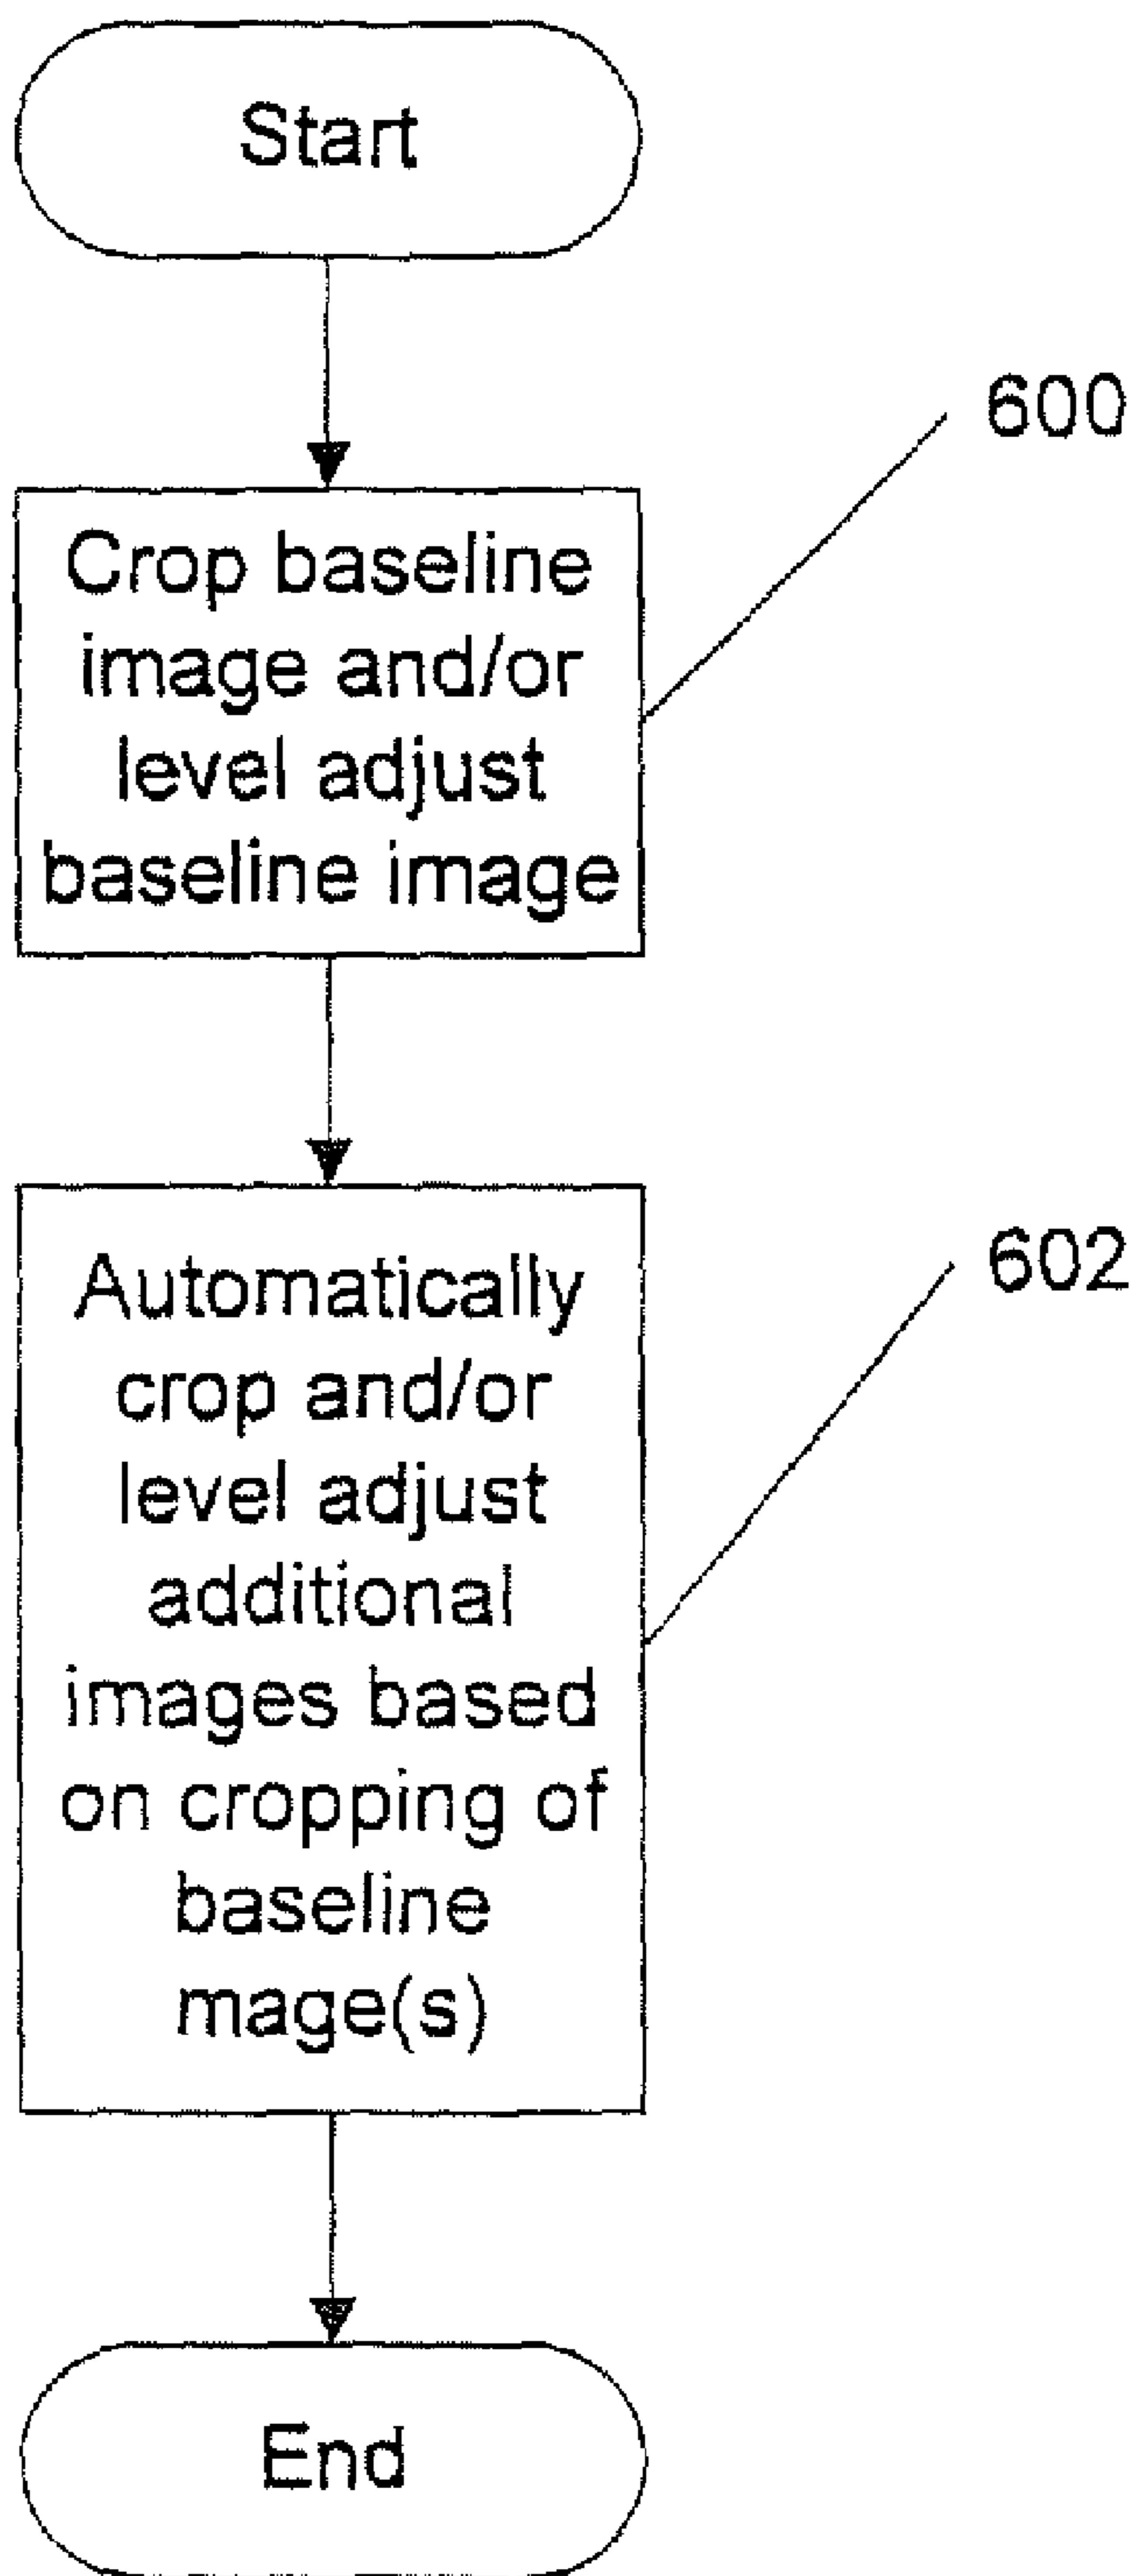 Start
600
Crop baseline
image and/or
level adjust
baseline image
602
Automatically
crop and/or
level adjust
additional
images based
on cropping of
baseline
mage(s)
End